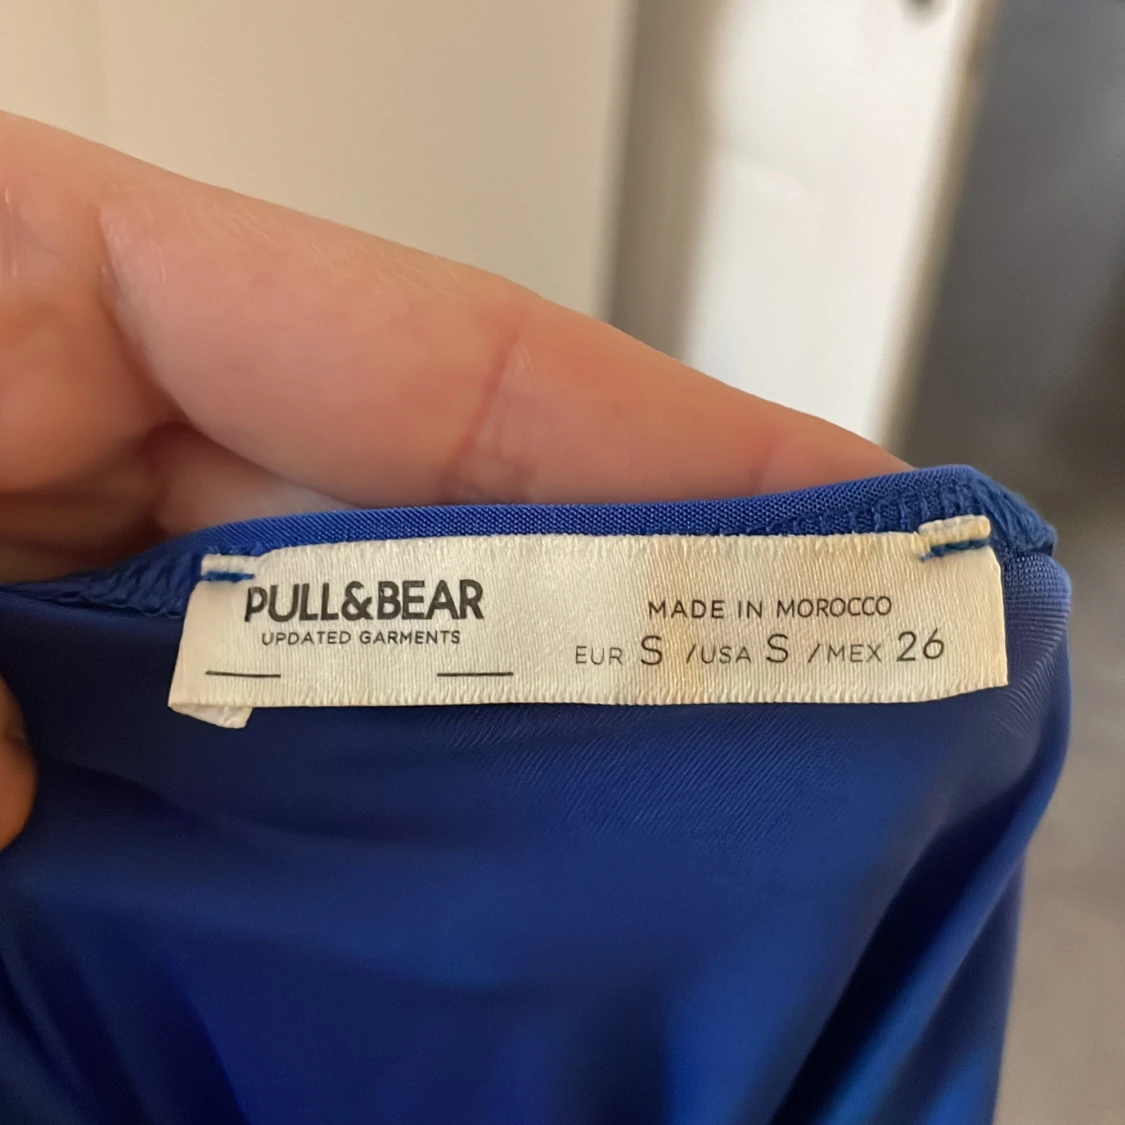 PULL&BEAR
UPDATED GARMENTS
MADE IN MOROCCO
EUR S /USA S /MEX 26